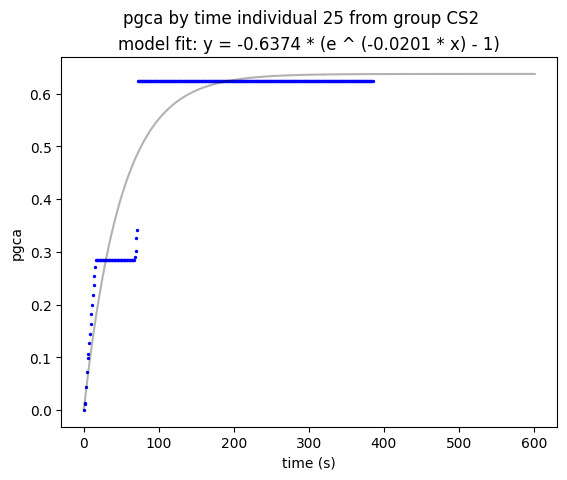 pgca by time individual 25 from group CS2
model fit: y = -0.6374 * (e ^ (-0.0201 * x) - 1)
0.6
0.5
0.4
0.3
0.2
0.1
0.0
pgca
0 100 200 300 400 500 600
time (s)